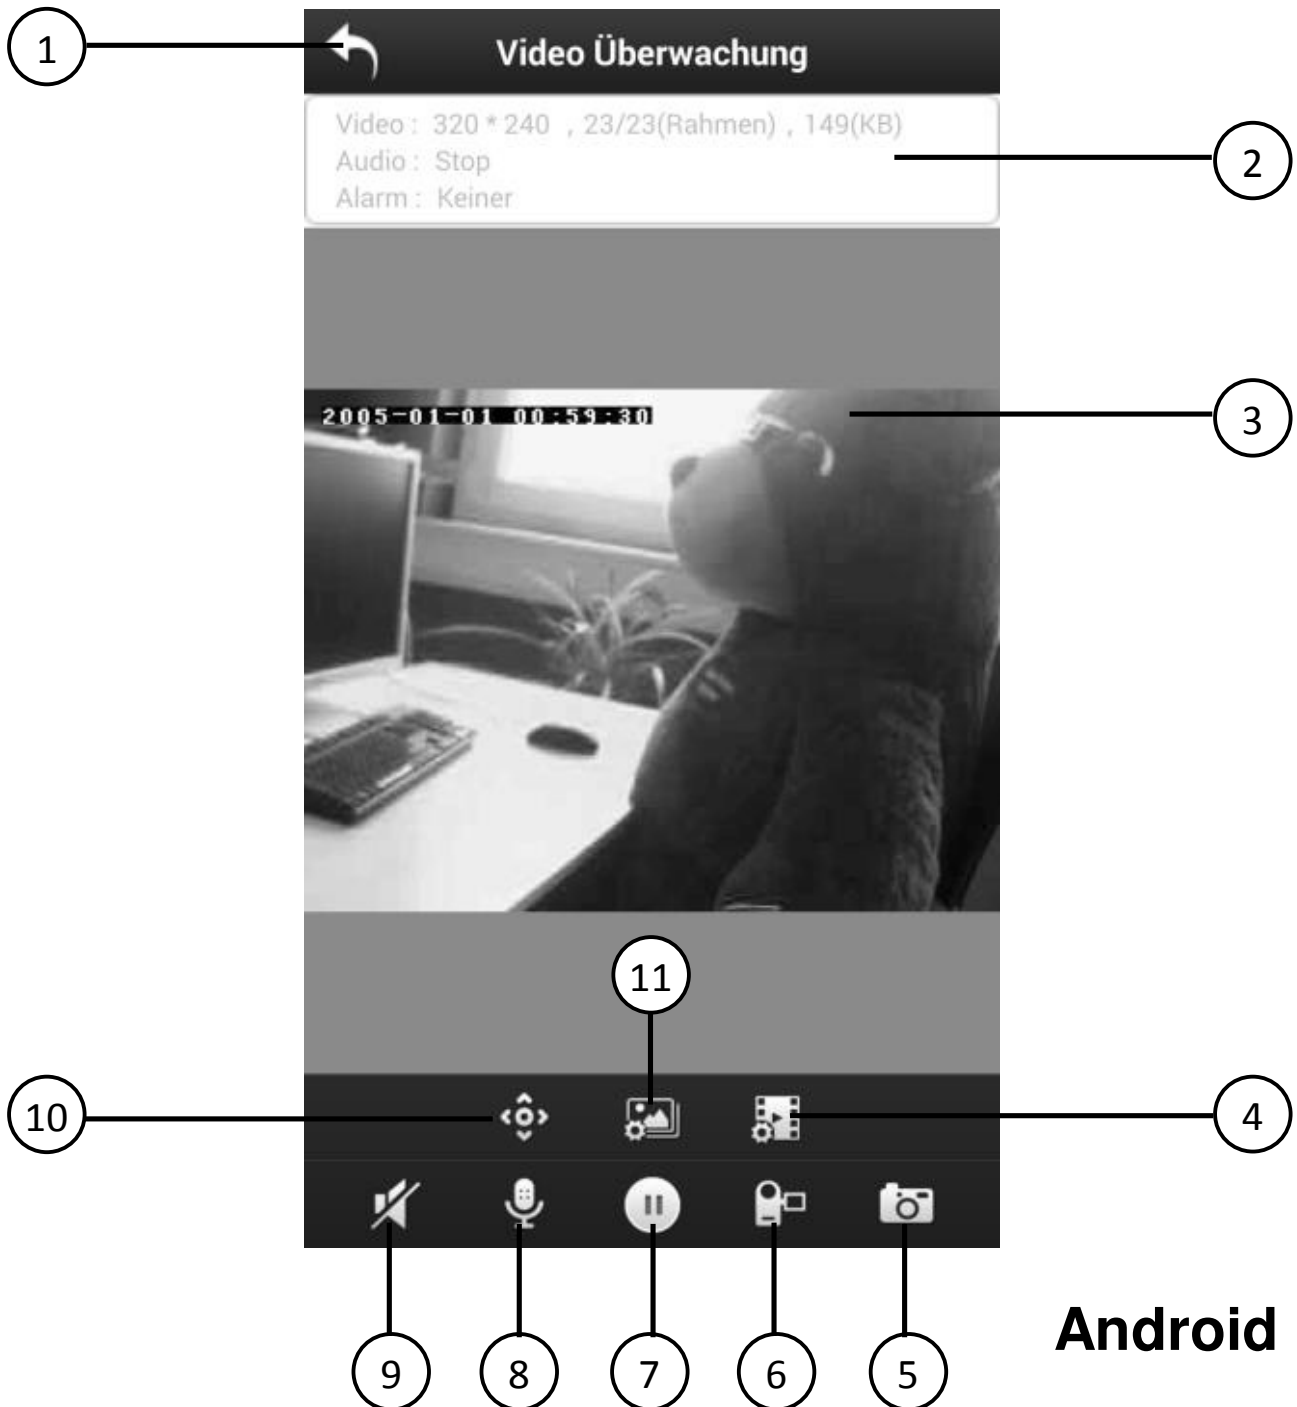 1
Video Überwachung
Video : 320 * 240 , 23/23(Rahmen) , 149(KB)
Audio : Stop
Alarm : Keiner
2
2005-01-01 00:59:30
3
11
10
4
9
8
7
6
5
Android